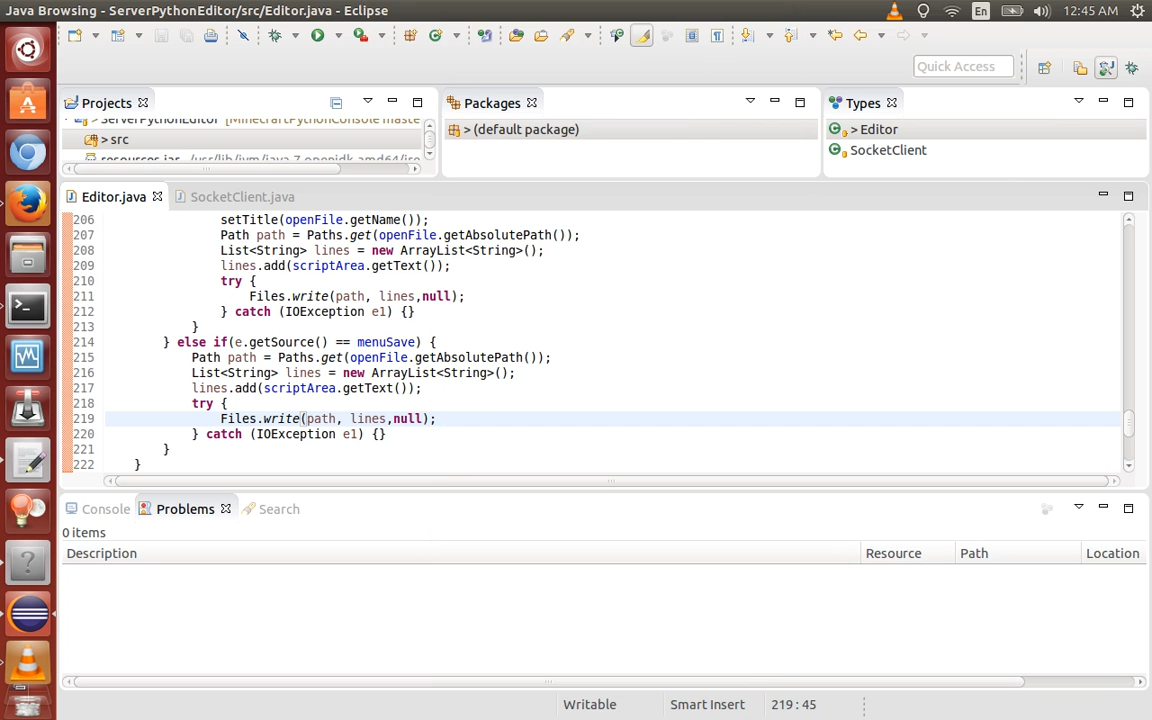 Java Browsing - ServerPythonEditor/src/Editor.java - Eclipse
En
12:45 AM
Quick Access
Projects
Packages
Types
> ServerPythonEditor [MinecraftPythonConsole maste
> src
resources.jar - /usr/lib/jvm/java-7-openjdk-amd64/jre
> (default package)
> Editor
SocketClient
Editor.java
SocketClient.java
206 setTitle(openFile.getName());
207 Path path = Paths.get(openFile.getAbsolutePath());
208 List<String> lines = new ArrayList<String>();
209 lines.add(scriptArea.getText());
210 try {
211 Files.write(path, lines,null);
212 } catch (IOException e1) {}
213 }
214 } else if(e.getSource() == menuSave) {
215 Path path = Paths.get(openFile.getAbsolutePath());
216 List<String> lines = new ArrayList<String>();
217 lines.add(scriptArea.getText());
218 try {
219 Files.write(path, lines,null);
220 } catch (IOException e1) {}
221 }
222 }
Console
Problems
Search
0 items
Description
Resource
Path
Location
Writable
Smart Insert
219 : 45